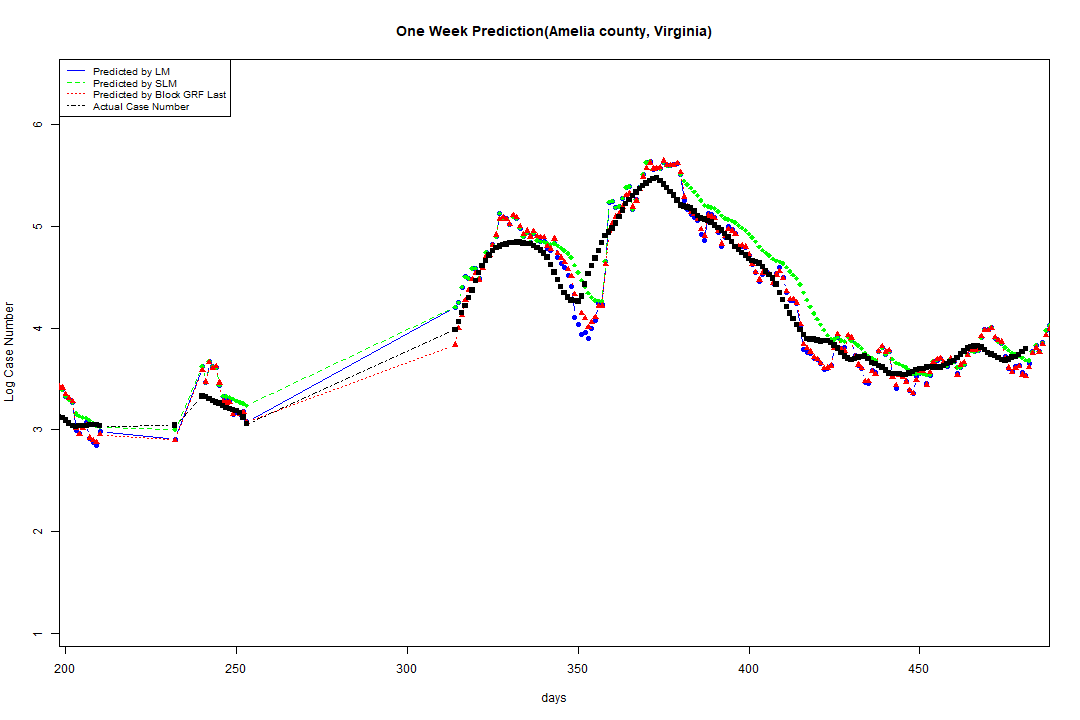 One Week Prediction(Amelia county, Virginia)
Predicted by LM
Predicted by SLM
Predicted by Block GRF Last
Actual Case Number
Log Case Number
6
5
4
3
2
1
200 250 300 350 400 450
days